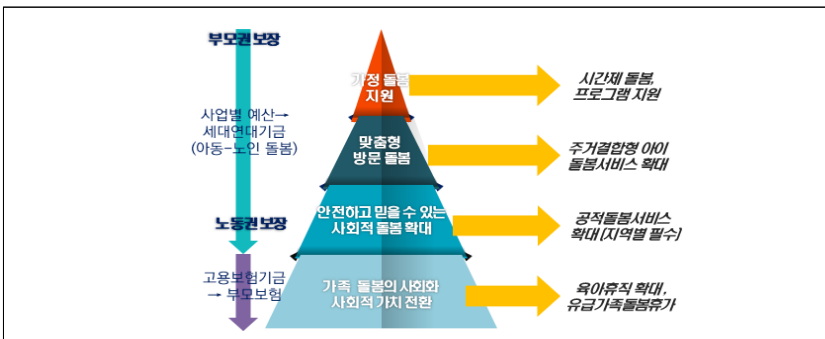 부모권 보장
사업별 예산→
세대연대기금
(아동-노인 돌봄)
노동권 보장
고용보험기금
→ 부모보험
가정 돌봄
지원
맞춤형
방문 돌봄
안전하고 믿을 수 있는
사회적 돌봄 확대
가족 돌봄의 사회화
사회적 가치 전환
시간제 돌봄,
프로그램 지원
주거결합형 아이
돌봄서비스 확대
공적돌봄서비스
확대(지역별 필수)
육아휴직 확대,
유급가족돌봄휴가